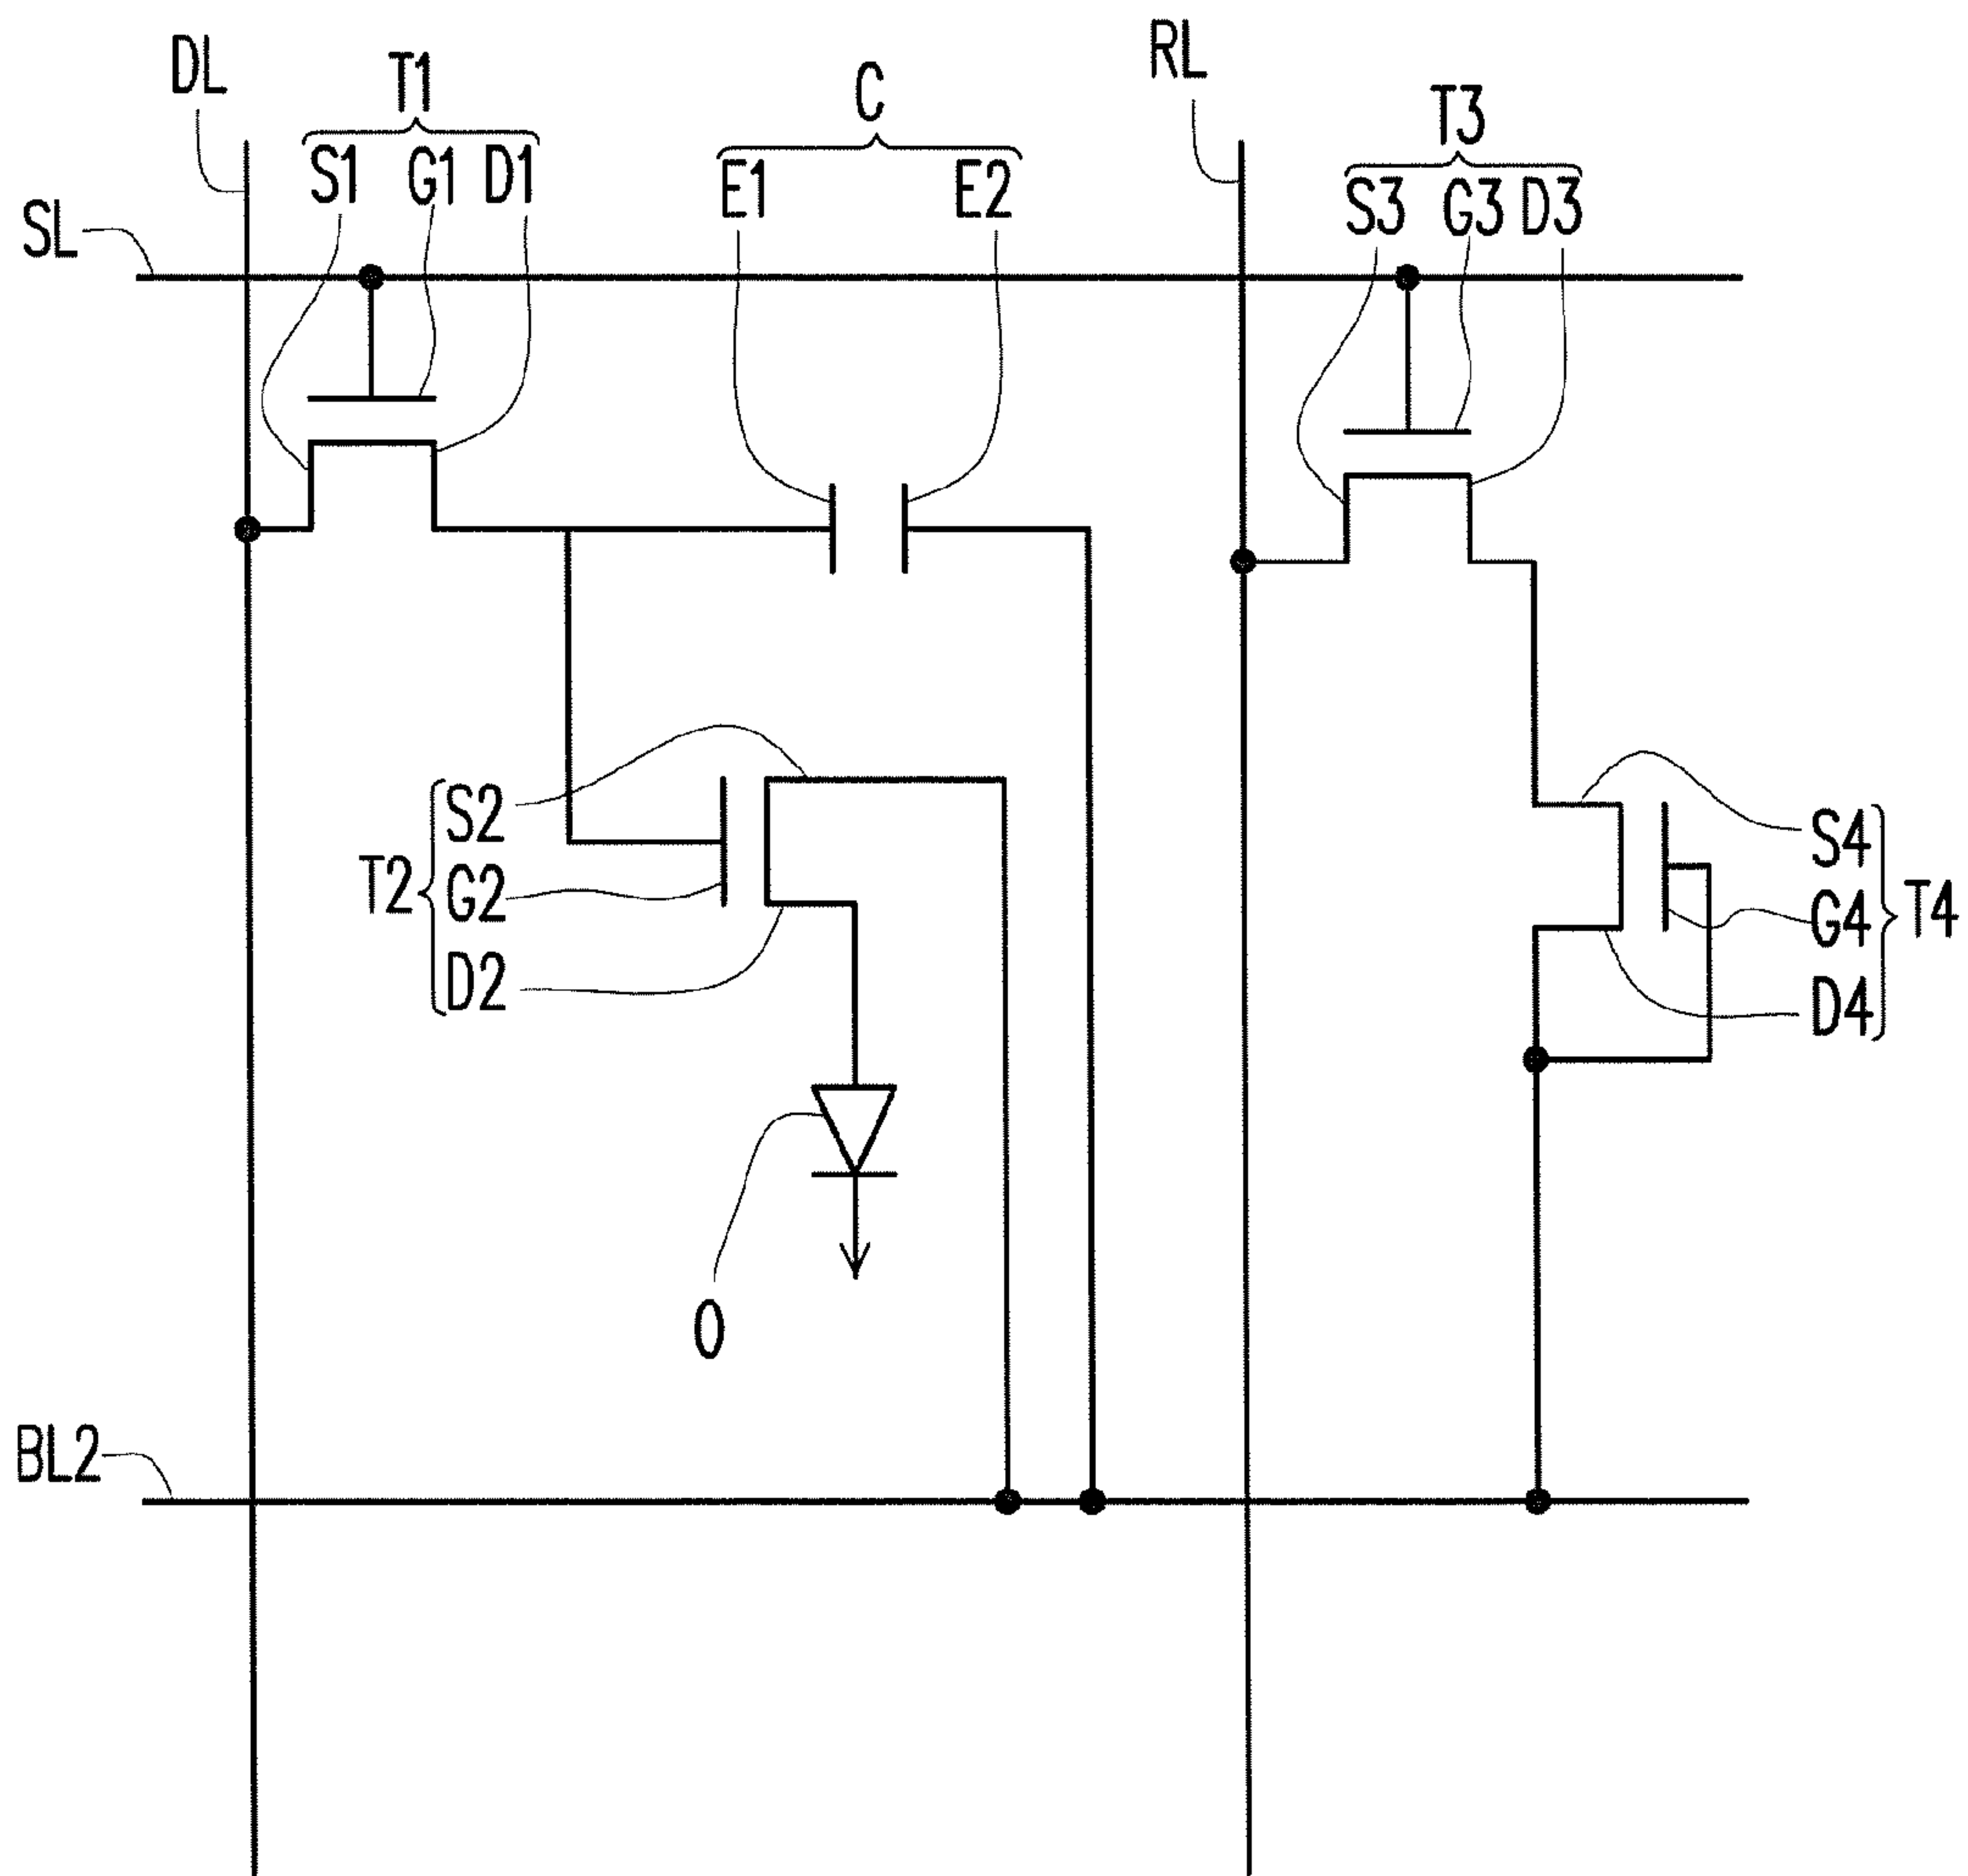 DL
T1
C
RL
T3
S1 G1 D1
E1 E2
S3 G3 D3
SL
S2
T2
G2
D2
S4
G4
T4
D4
O
BL2